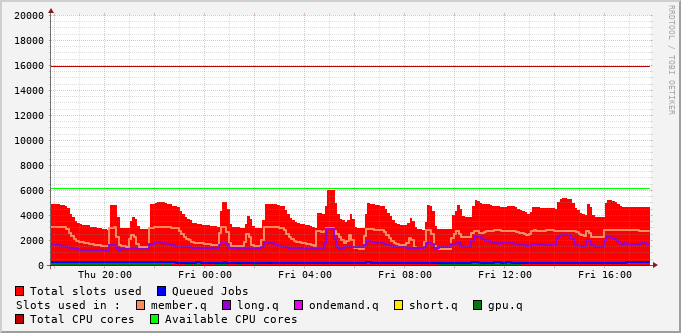 RRDTOOL / TOBI OETIKER
20000
18000
16000
14000
12000
10000
8000
6000
4000
2000
0
Thu 20:00 Fri 00:00 Fri 04:00 Fri 08:00 Fri 12:00 Fri 16:00
Total slots used Queued Jobs
Slots used in : member.q long.q ondemand.q short.q gpu.q
Total CPU cores Available CPU cores